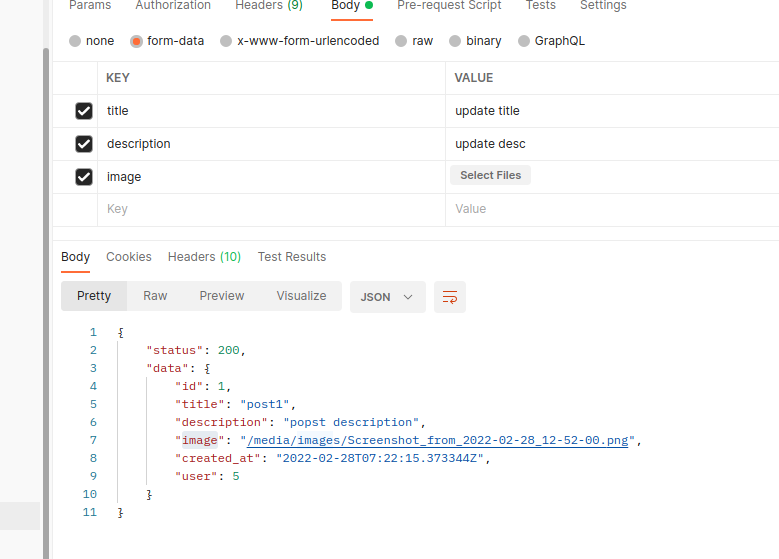 Params Authorization Headers (9) Body Pre-request Script Tests Settings
none form-data x-www-form-urlencoded raw binary GraphQL
KEY VALUE
title update title
description update desc
image Select Files
Key Value
Body Cookies Headers (10) Test Results
Pretty Raw Preview Visualize JSON
1 {
2 "status": 200,
3 "data": {
4 "id": 1,
5 "title": "post1",
6 "description": "popst description",
7 "image": "/media/images/Screenshot_from_2022-02-28_12-52-00.png",
8 "created_at": "2022-02-28T07:22:15.373344Z",
9 "user": 5
10 }
11 }